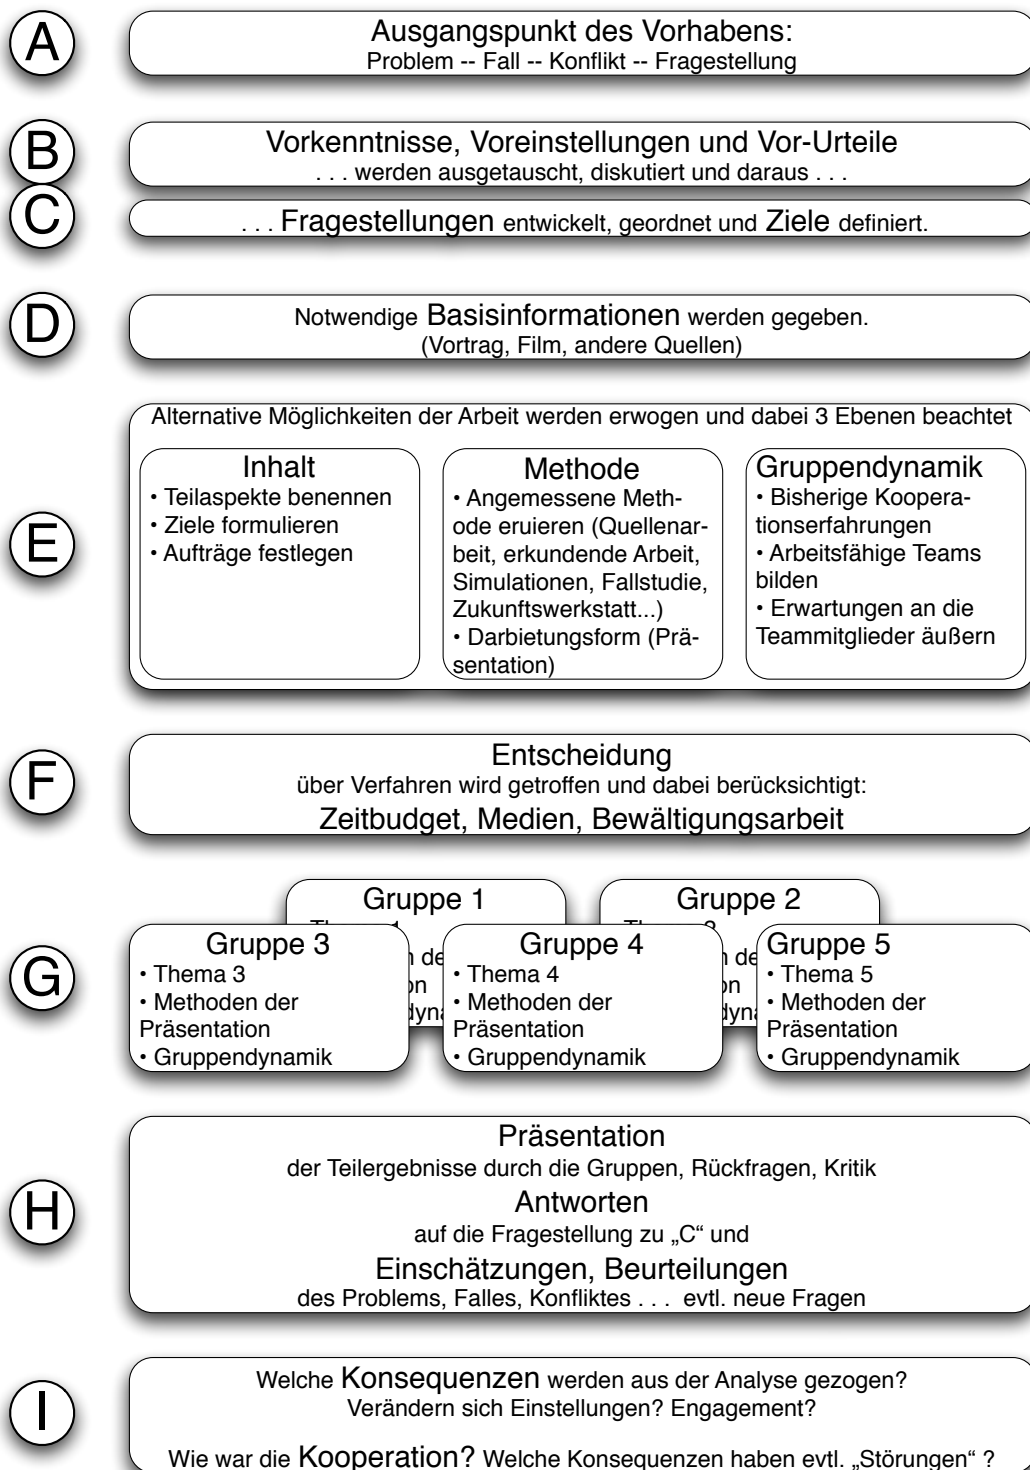 A
Ausgangspunkt des Vorhabens:
Problem -- Fall -- Konflikt -- Fragestellung
B
Vorkenntnisse, Voreinstellungen und Vor-Urteile
. . . werden ausgetauscht, diskutiert und daraus . . .
C
. . . Fragestellungen entwickelt, geordnet und Ziele definiert.
D
Notwendige Basisinformationen werden gegeben.
(Vortrag, Film, andere Quellen)
E
Alternative Möglichkeiten der Arbeit werden erwogen und dabei 3 Ebenen beachtet
Inhalt
• Teilaspekte benennen
• Ziele formulieren
• Aufträge festlegen
Methode
• Angemessene Meth-
ode eruieren (Quellenar-
beit, erkundende Arbeit,
Simulationen, Fallstudie,
Zukunftswerkstatt...)
• Darbietungsform (Prä-
sentation)
Gruppendynamik
• Bisherige Koopera-
tionserfahrungen
• Arbeitsfähige Teams
bilden
• Erwartungen an die
Teammitglieder äußern
F
Entscheidung
über Verfahren wird getroffen und dabei berücksichtigt:
Zeitbudget, Medien, Bewältigungsarbeit
G
Gruppe 1
Gruppe 2
Gruppe 3
• Thema 3
• Methoden der
Präsentation
• Gruppendynamik
Gruppe 4
• Thema 4
• Methoden der
Präsentation
• Gruppendynamik
Gruppe 5
• Thema 5
• Methoden der
Präsentation
• Gruppendynamik
H
Präsentation
der Teilergebnisse durch die Gruppen, Rückfragen, Kritik
Antworten
auf die Fragestellung zu „C“ und
Einschätzungen, Beurteilungen
des Problems, Falles, Konfliktes . . . evtl. neue Fragen
I
Welche Konsequenzen werden aus der Analyse gezogen?
Verändern sich Einstellungen? Engagement?
Wie war die Kooperation? Welche Konsequenzen haben evtl. „Störungen“ ?